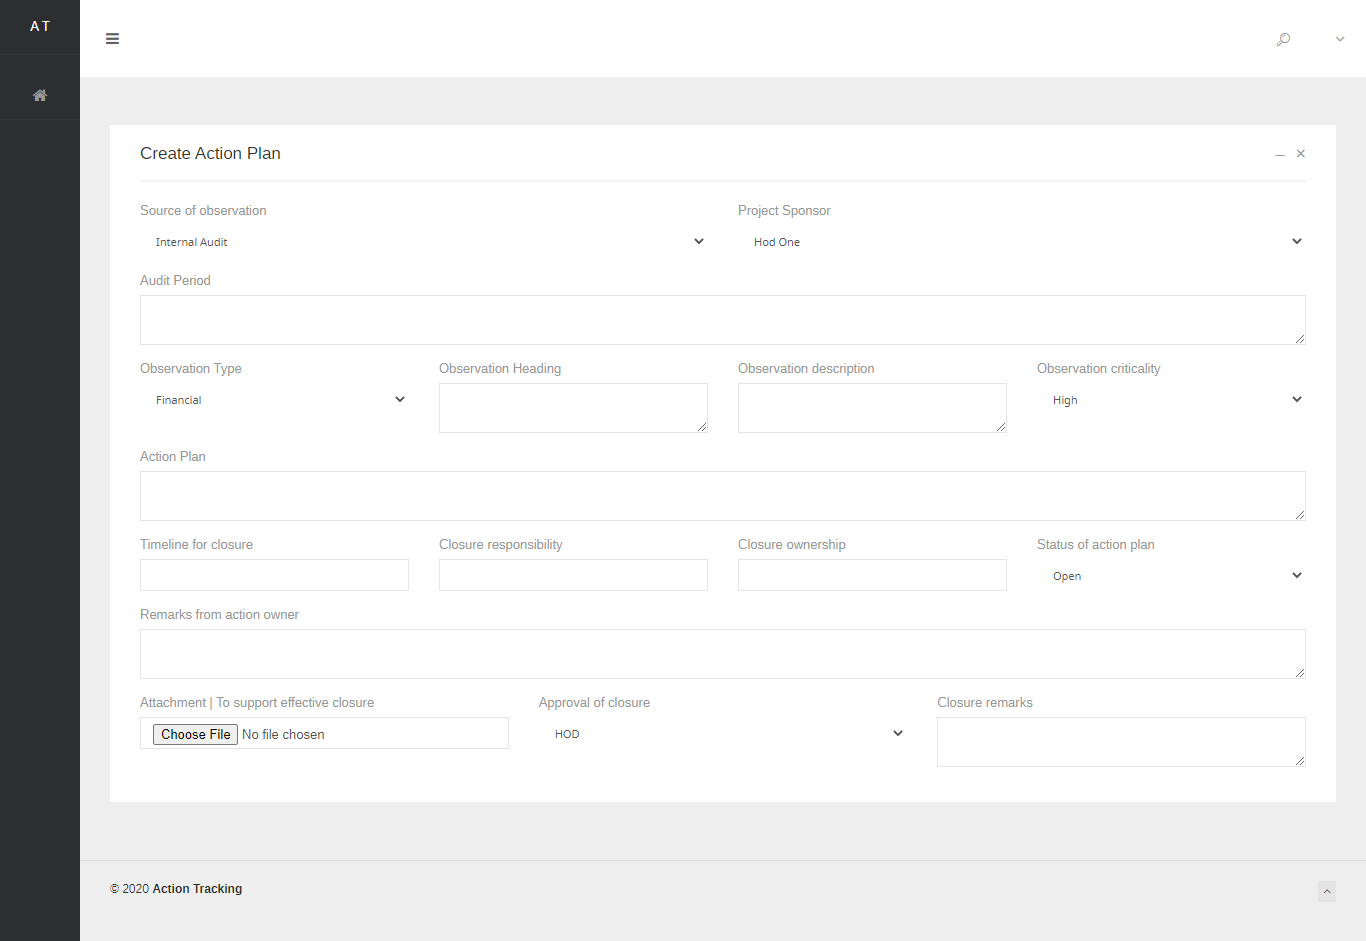 AT
Create Action Plan
Source of observation Project Sponsor
Internal Audit Hod One
Audit Period
Observation Type Observation Heading Observation description Observation criticality
Financial High
Action Plan
Timeline for closure Closure responsibility Closure ownership Status of action plan
Open
Remarks from action owner
Attachment | To support effective closure Approval of closure Closure remarks
Choose File No file chosen HOD
© 2020 Action Tracking